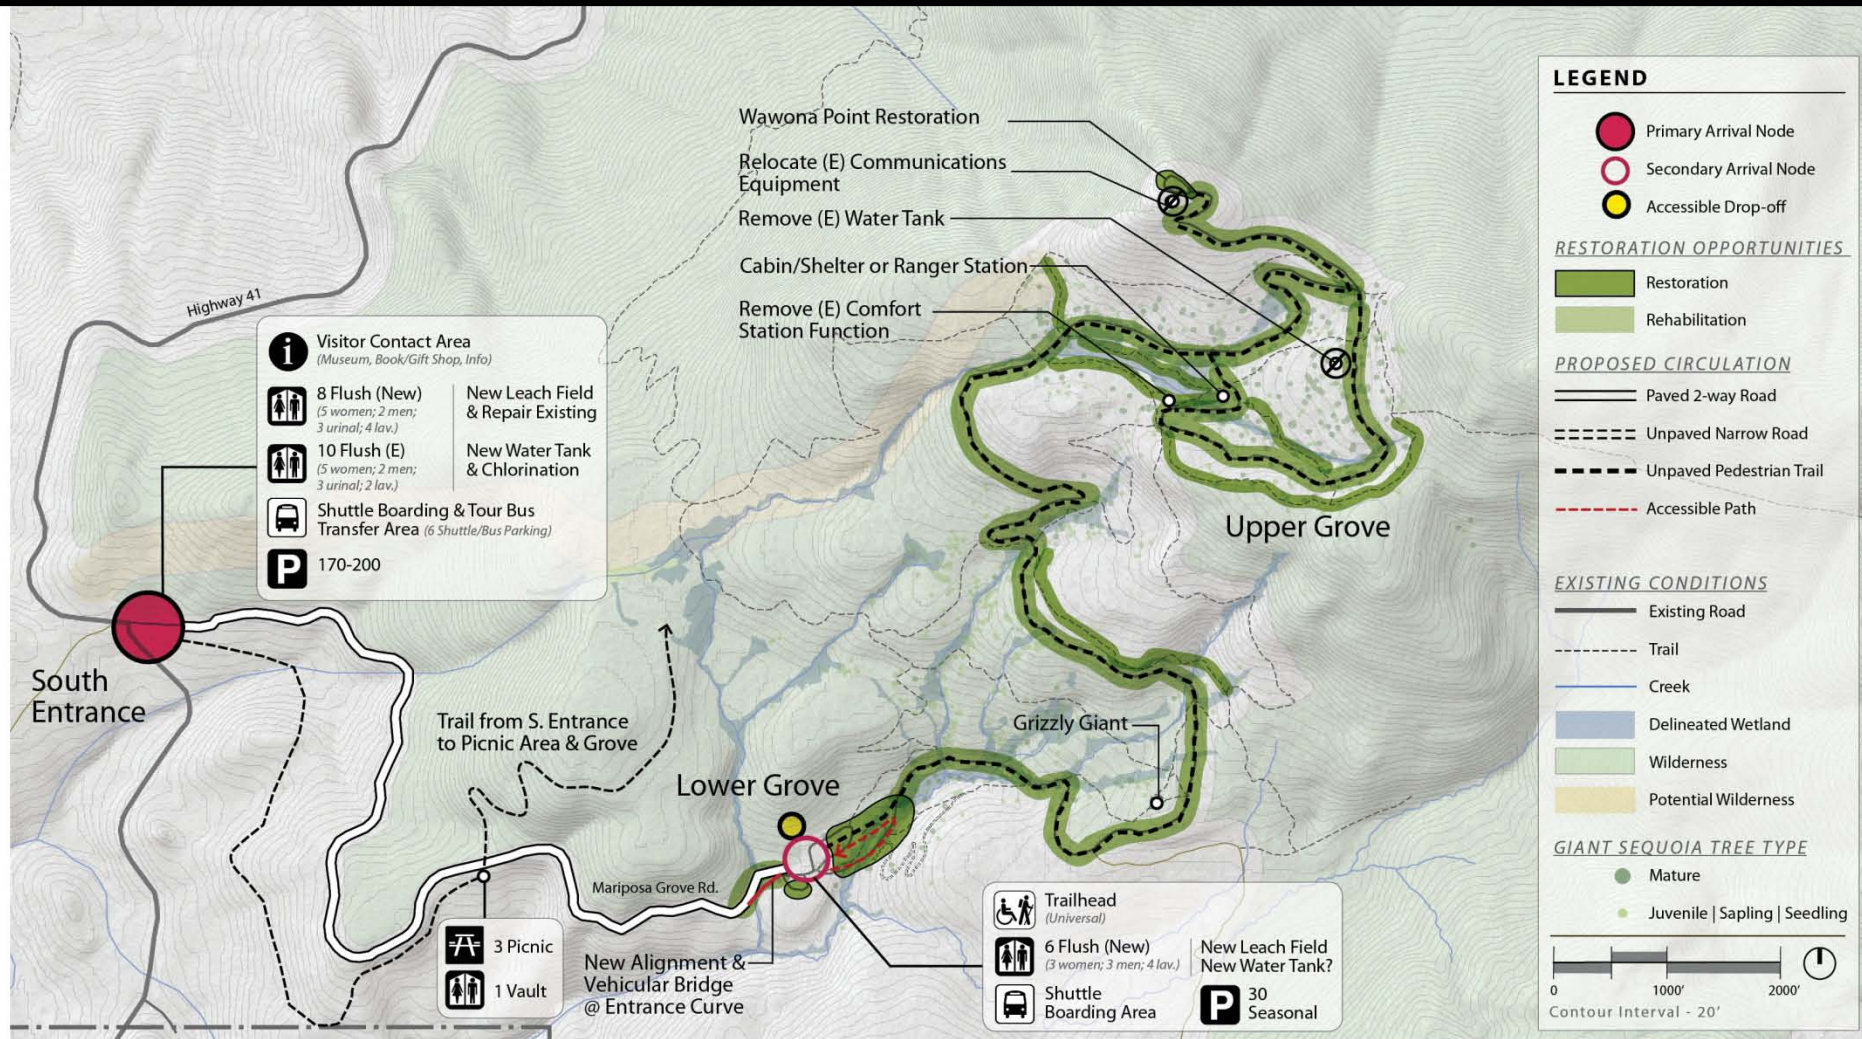 Wawona Point Restoration
Relocate (E) Communications
Equipment
Remove (E) Water Tank
Cabin/Shelter or Ranger Station
Remove (E) Comfort
Station Function
Highway 41
Visitor Contact Area
(Museum, Book/Gift Shop, Info)
8 Flush (New)
(5 women; 2 men;
3 urinal; 4 lav.)
New Leach Field
& Repair Existing
10 Flush (E)
(5 women; 2 men;
3 urinal; 2 lav.)
New Water Tank
& Chlorination
Shuttle Boarding & Tour Bus
Transfer Area (6 Shuttle/Bus Parking)
P 170-200
South
Entrance
Upper Grove
Trail from S. Entrance
to Picnic Area & Grove
Grizzly Giant
Lower Grove
Mariposa Grove Rd.
3 Picnic
1 Vault
New Alignment &
Vehicular Bridge
@ Entrance Curve
Trailhead
(Universal)
6 Flush (New)
(3 women; 3 men; 4 lav.)
New Leach Field
New Water Tank?
Shuttle
Boarding Area
P 30
Seasonal
LEGEND
Primary Arrival Node
Secondary Arrival Node
Accessible Drop-off
RESTORATION OPPORTUNITIES
Restoration
Rehabilitation
PROPOSED CIRCULATION
Paved 2-way Road
Unpaved Narrow Road
Unpaved Pedestrian Trail
Accessible Path
EXISTING CONDITIONS
Existing Road
Trail
Creek
Delineated Wetland
Wilderness
Potential Wilderness
GIANT SEQUOIA TREE TYPE
Mature
Juvenile | Sapling | Seedling
0 1000' 2000'
Contour Interval - 20'